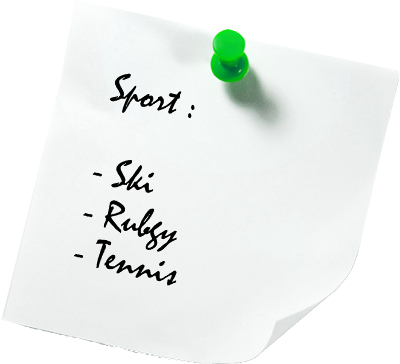 Sport :
- Ski
- Rubgy
- Tennis